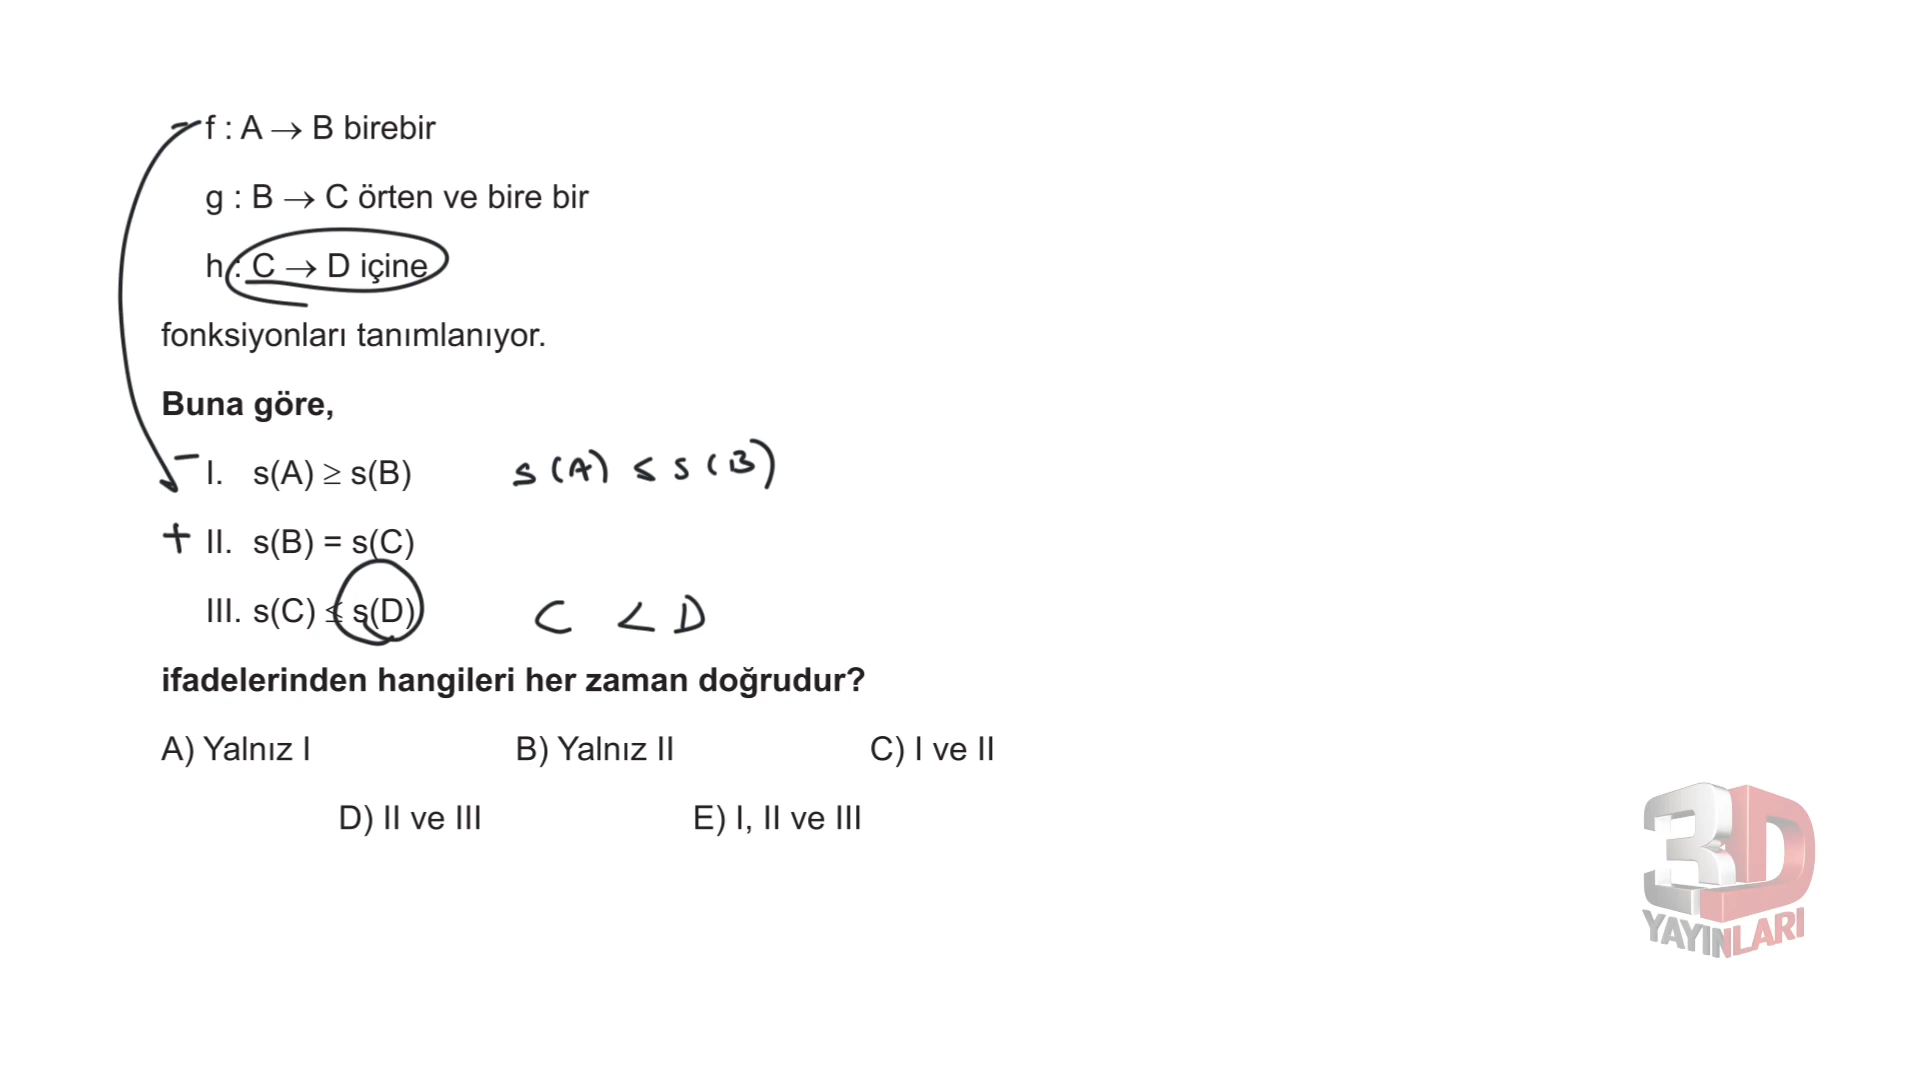 f : A → B birebir
g : B → C örten ve bire bir
h : C → D içine
fonksiyonları tanımlanıyor.
Buna göre,
- I. s(A) ≥ s(B) s(A) ≤ s(B)
+ II. s(B) = s(C)
III. s(C) ≤ s(D) C < D
ifadelerinden hangileri her zaman doğrudur?
A) Yalnız I B) Yalnız II C) I ve II
D) II ve III E) I, II ve III
3D
YAYINLARI